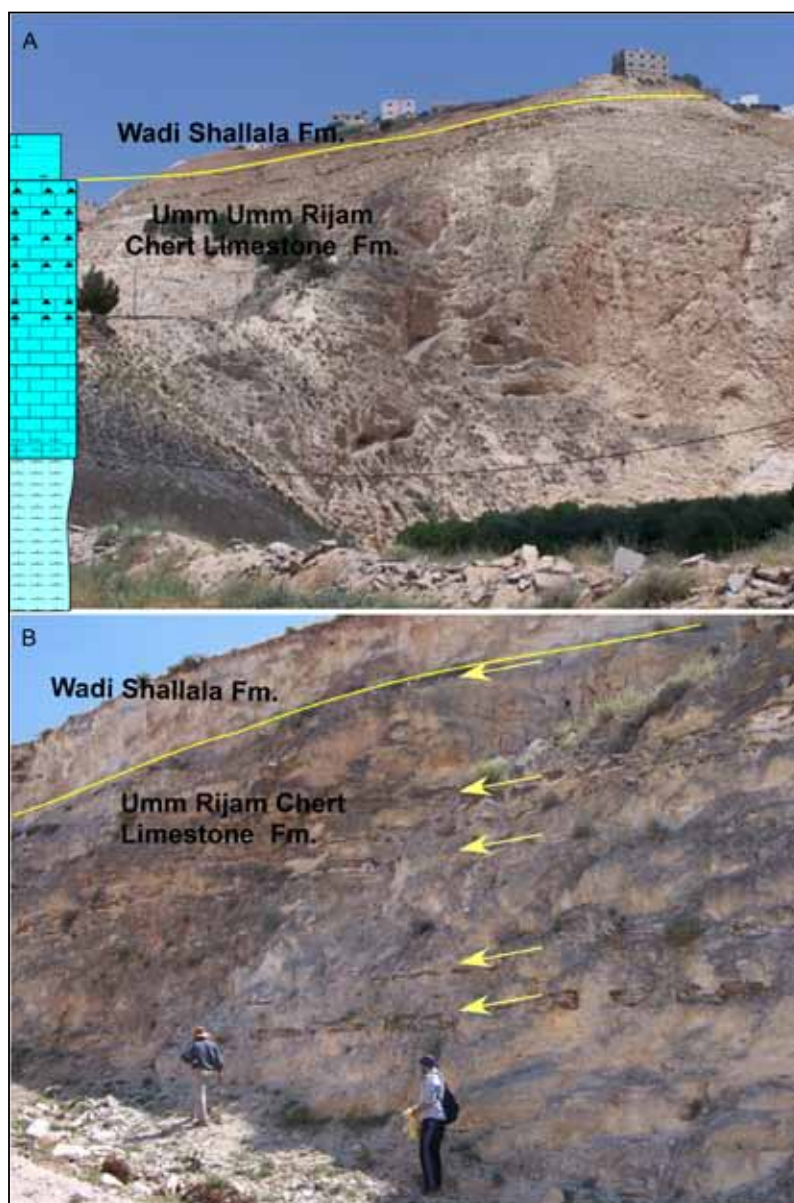 A
Wadi Shallala Fm.
Umm Umm Rijam
Chert Limestone Fm.
B
Wadi Shallala Fm.
Umm Rijam Chert
Limestone Fm.